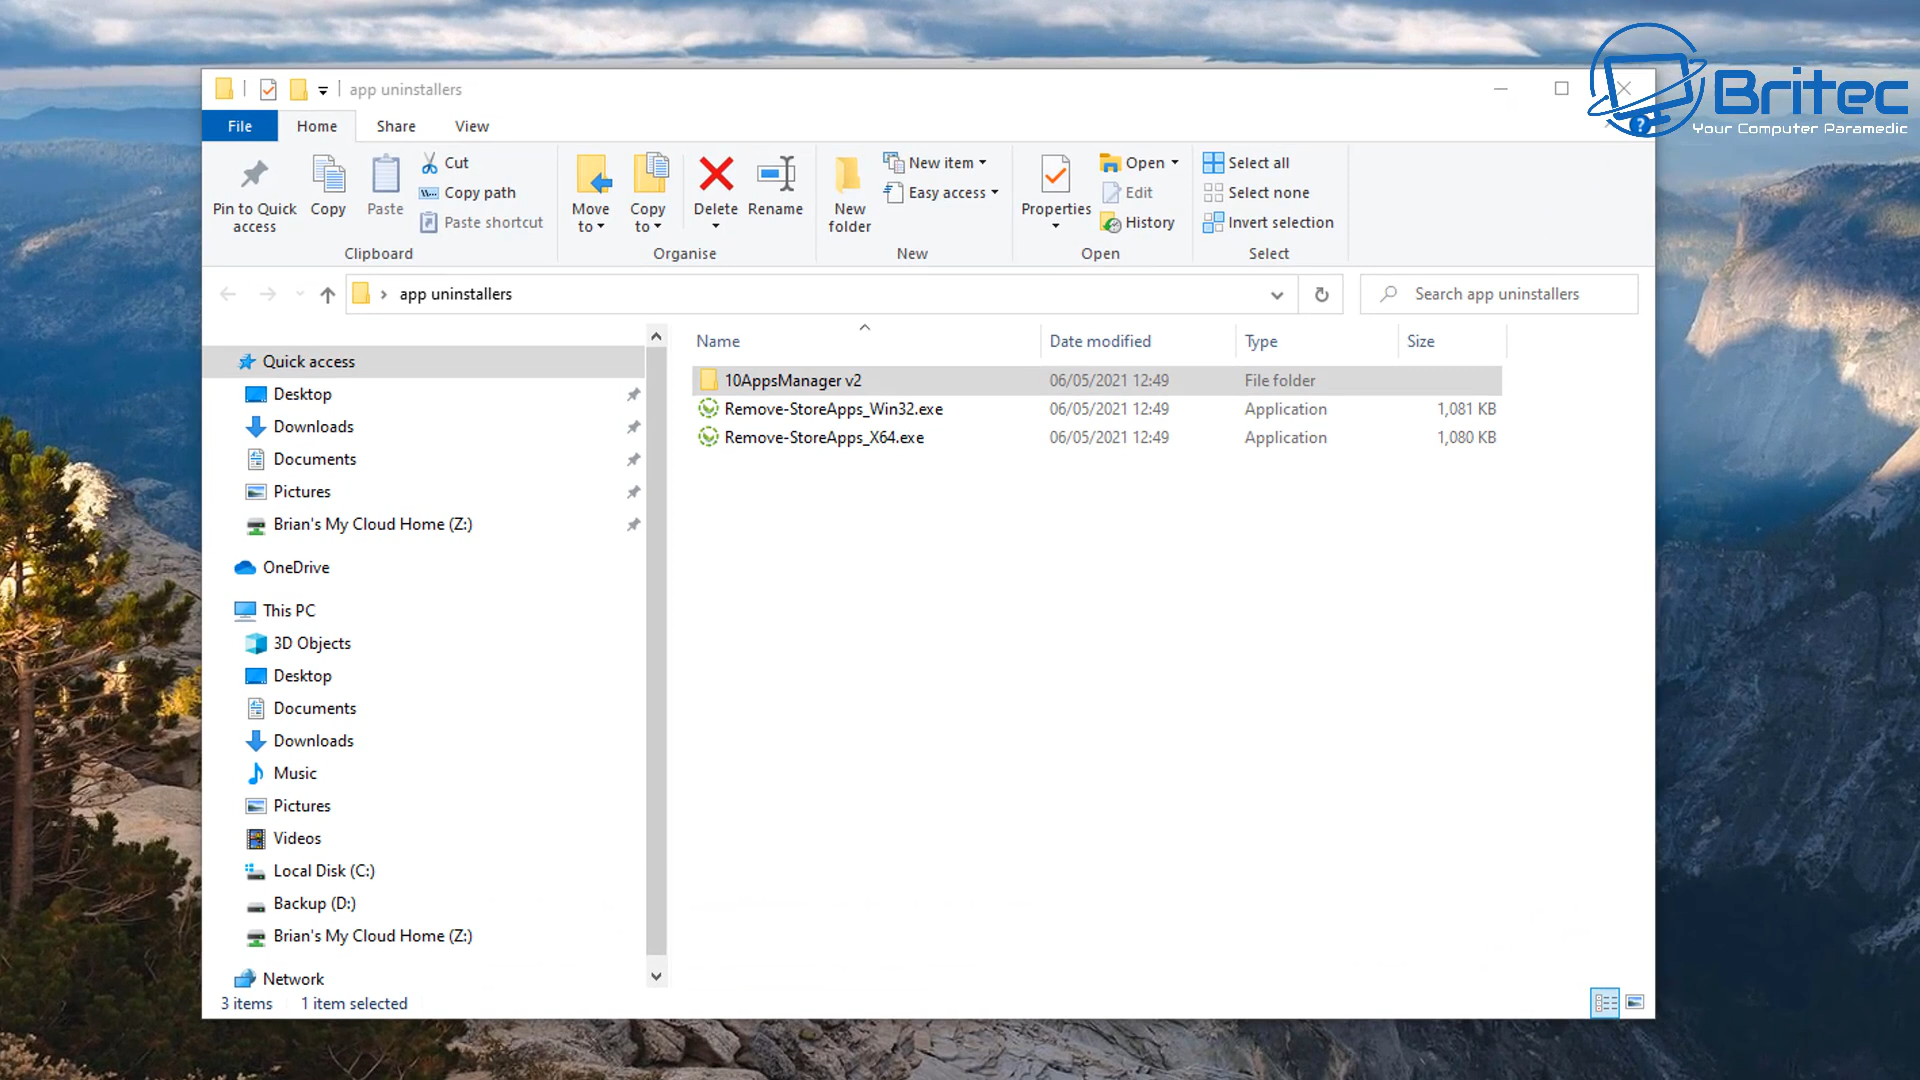 app uninstallers
Britec
Your Computer Paramedic
File Home Share View
?
Pin to Quick access
Copy
Paste
Cut
Copy path
Paste shortcut
Clipboard
Move to
Copy to
Delete
Rename
Organise
New folder
New item
Easy access
New
Properties
Open
Edit
History
Open
Select all
Select none
Invert selection
Select
app uninstallers
Search app uninstallers
Name Date modified Type Size
10AppsManager v2 06/05/2021 12:49 File folder
Remove-StoreApps_Win32.exe 06/05/2021 12:49 Application 1,081 KB
Remove-StoreApps_X64.exe 06/05/2021 12:49 Application 1,080 KB
Quick access
Desktop
Downloads
Documents
Pictures
Brian's My Cloud Home (Z:)
OneDrive
This PC
3D Objects
Desktop
Documents
Downloads
Music
Pictures
Videos
Local Disk (C:)
Backup (D:)
Brian's My Cloud Home (Z:)
Network
3 items 1 item selected